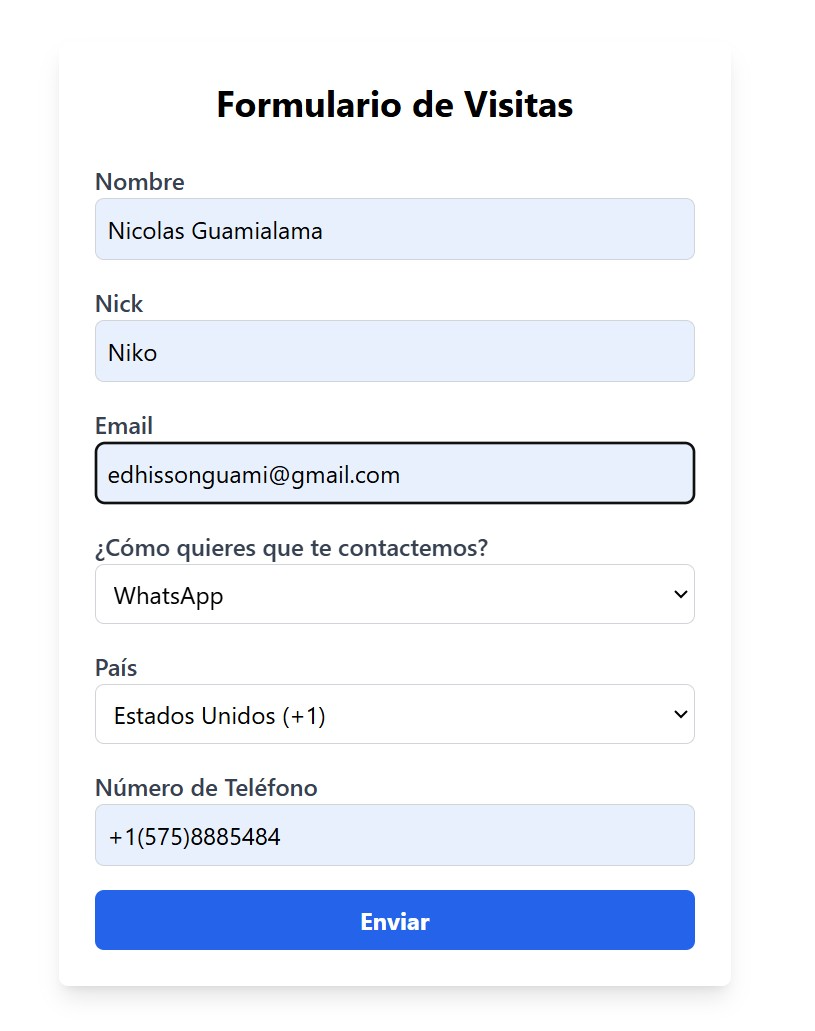 Formulario de Visitas
Nombre
Nicolas Guamialama
Nick
Niko
Email
edhissonguami@gmail.com
¿Cómo quieres que te contactemos?
WhatsApp
País
Estados Unidos (+1)
Número de Teléfono
+1(575)8885484
Enviar